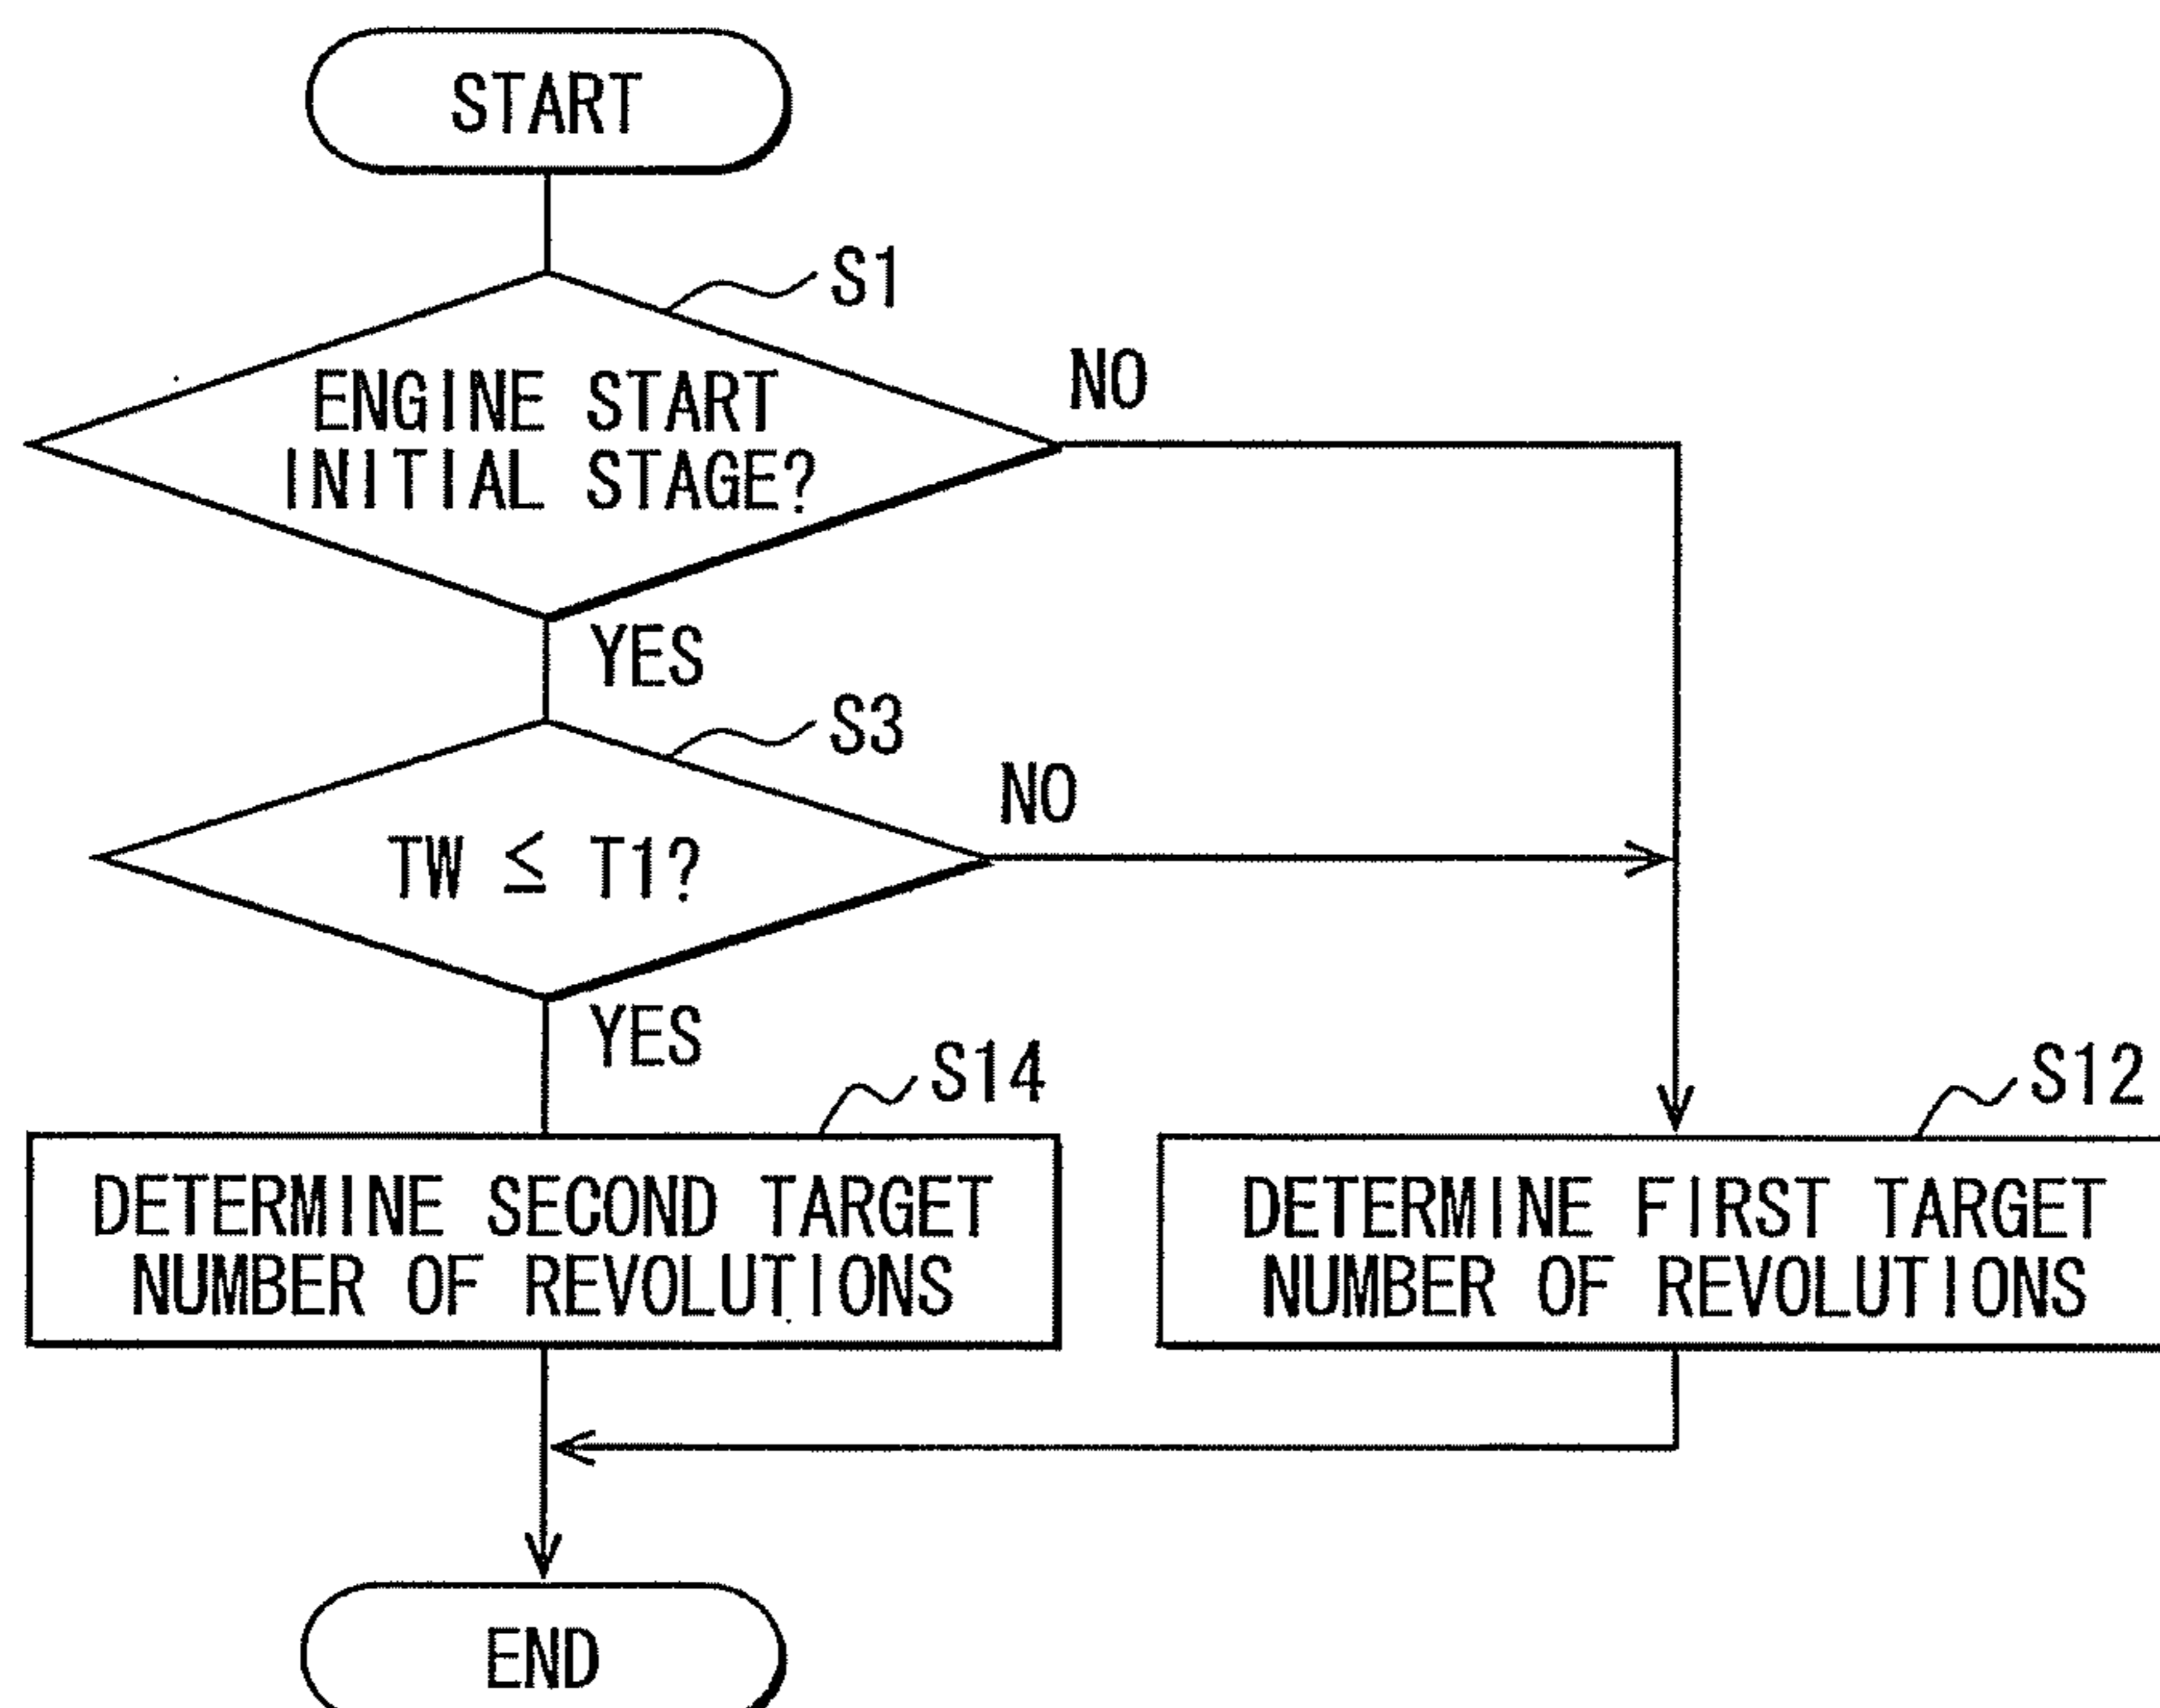 START
S1
ENGINE START
INITIAL STAGE?
NO
YES
S3
TW ≤ T1?
NO
YES
S14
DETERMINE SECOND TARGET
NUMBER OF REVOLUTIONS
S12
DETERMINE FIRST TARGET
NUMBER OF REVOLUTIONS
END